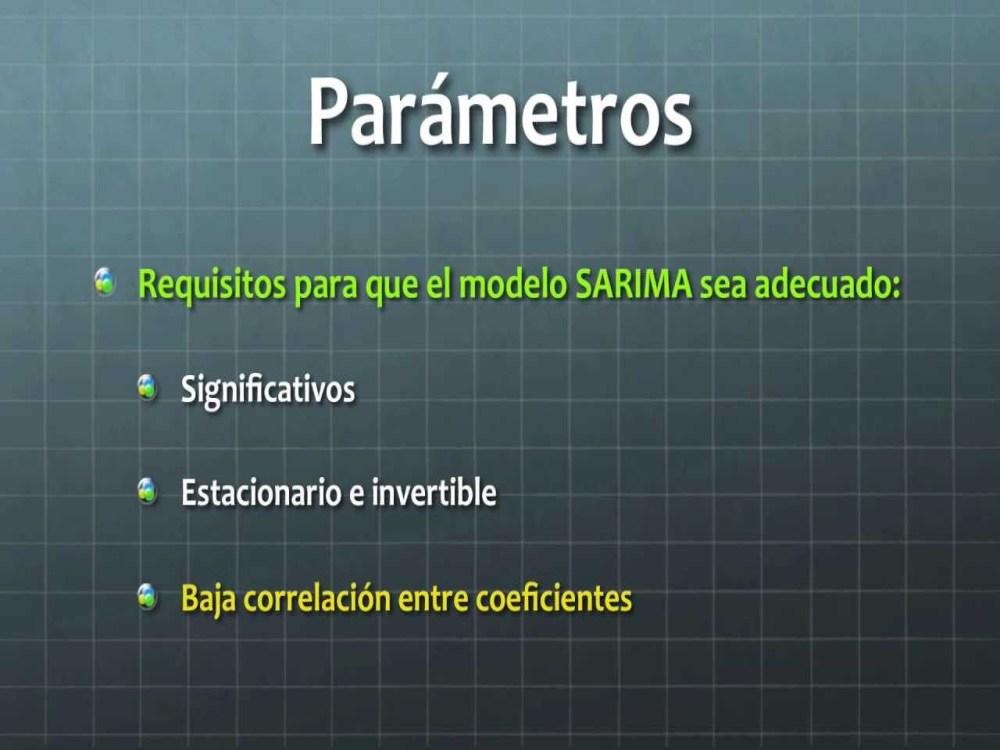 Parámetros
Requisitos para que el modelo SARIMA sea adecuado:
Significativos
Estacionario e invertible
Baja correlación entre coeficientes